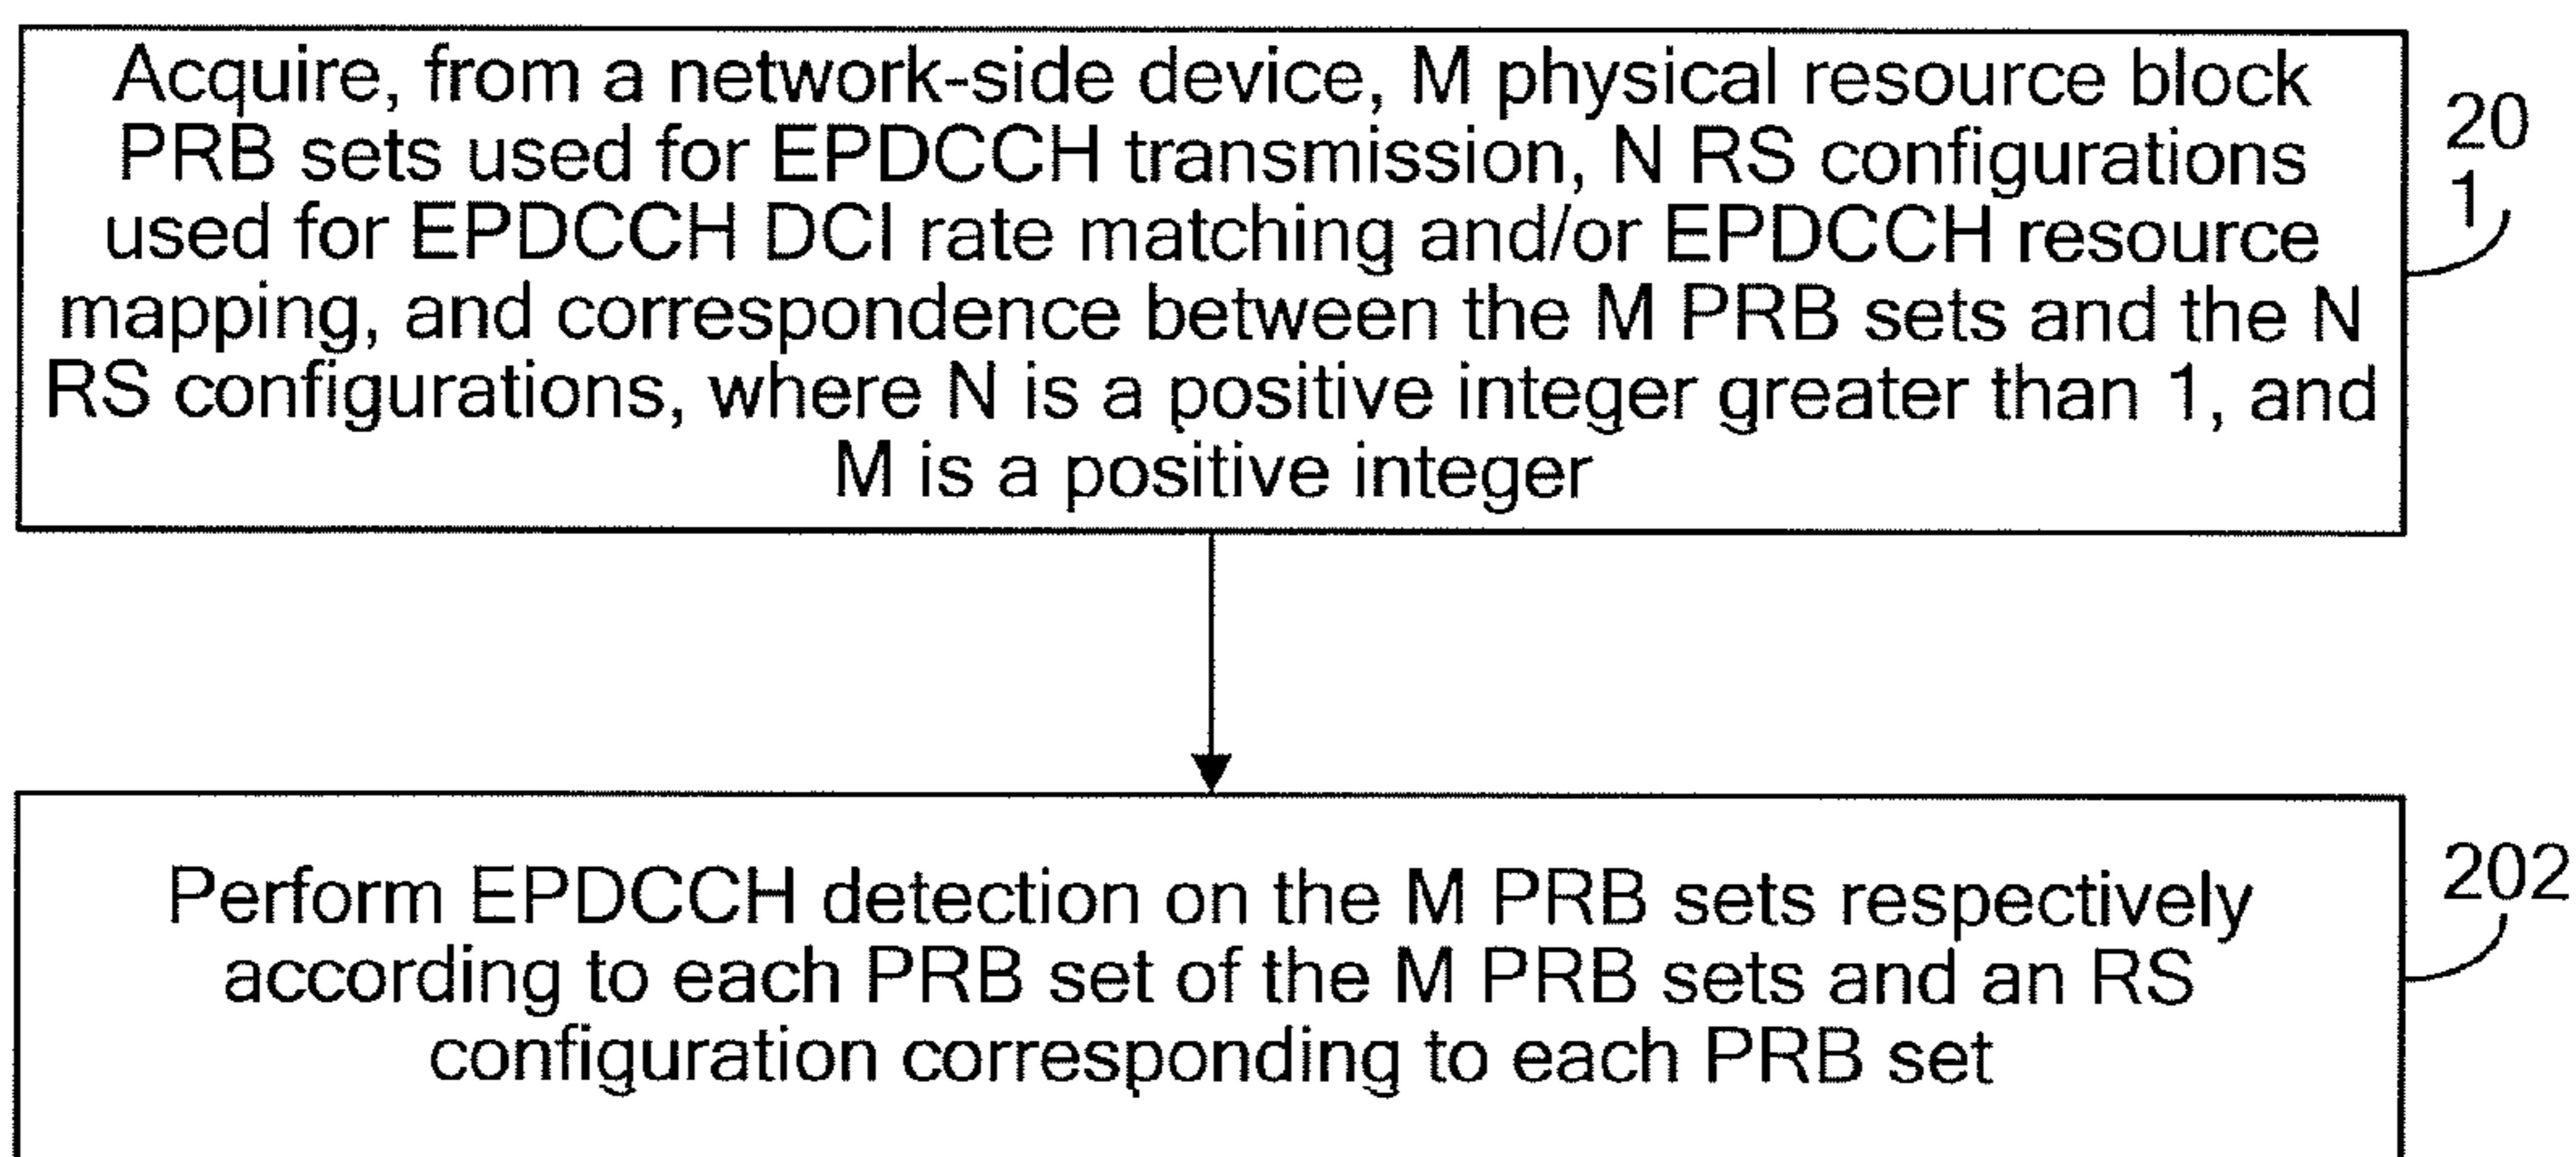 Acquire, from a network-side device, M physical resource block
PRB sets used for EPDCCH transmission, N RS configurations
used for EPDCCH DCI rate matching and/or EPDCCH resource
mapping, and correspondence between the M PRB sets and the N
RS configurations, where N is a positive integer greater than 1, and
M is a positive integer
20
1
Perform EPDCCH detection on the M PRB sets respectively
according to each PRB set of the M PRB sets and an RS
configuration corresponding to each PRB set
202